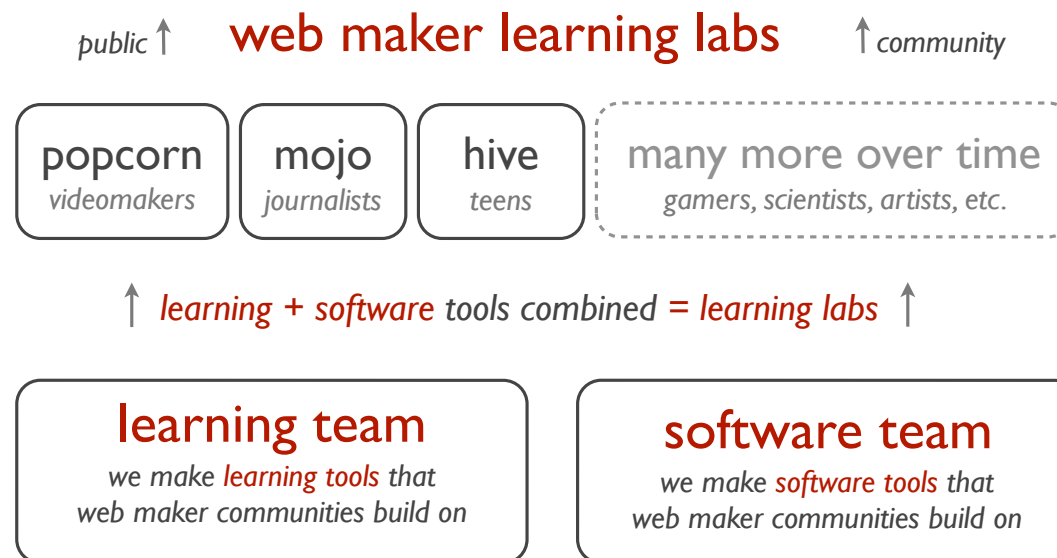 public ↑ web maker learning labs ↑ community
popcorn
videomakers
mojo
journalists
hive
teens
many more over time
gamers, scientists, artists, etc.
↑ learning + software tools combined = learning labs ↑
learning team
we make learning tools that
web maker communities build on
software team
we make software tools that
web maker communities build on